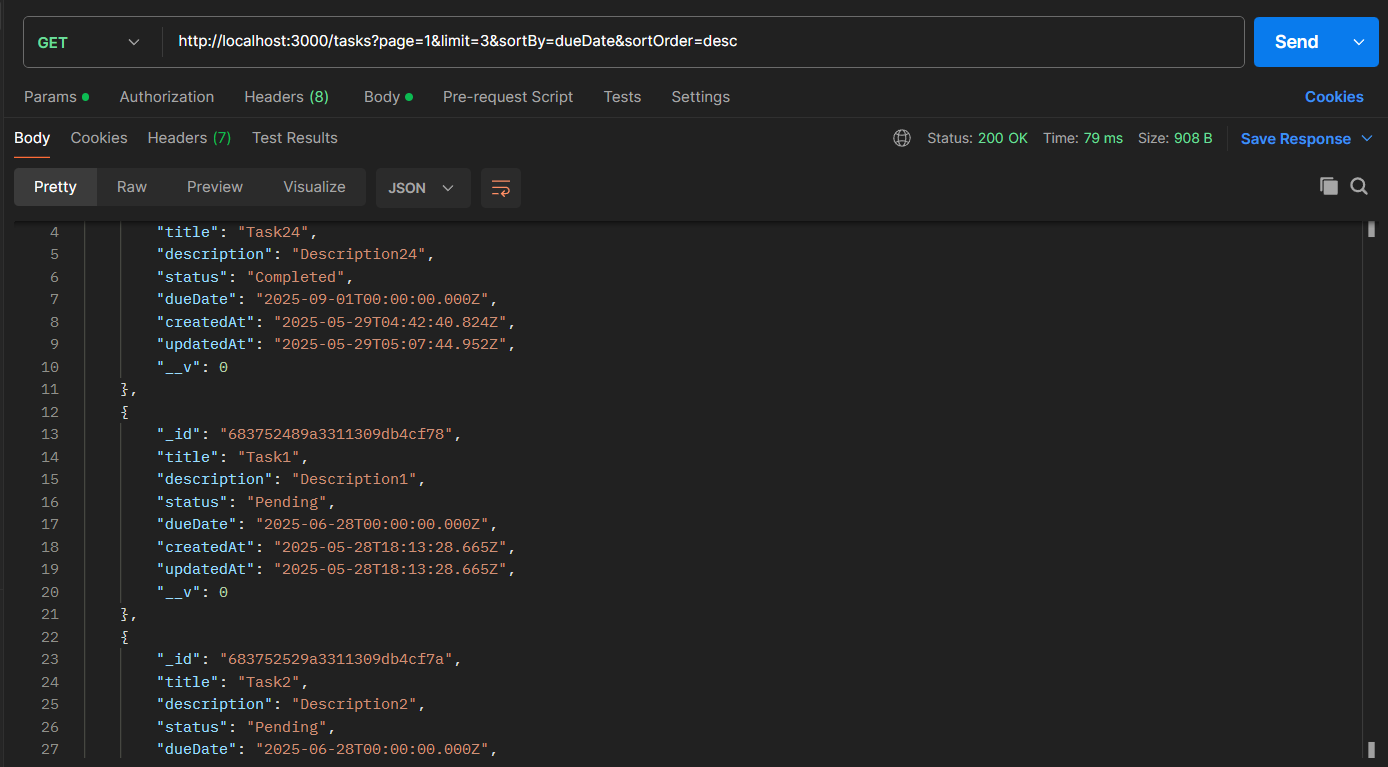 GET http://localhost:3000/tasks?page=1&limit=3&sortBy=dueDate&sortOrder=desc Send
Params Authorization Headers (8) Body Pre-request Script Tests Settings Cookies
Body Cookies Headers (7) Test Results Status: 200 OK Time: 79 ms Size: 908 B Save Response
Pretty Raw Preview Visualize JSON
4 "title": "Task24",
5 "description": "Description24",
6 "status": "Completed",
7 "dueDate": "2025-09-01T00:00:00.000Z",
8 "createdAt": "2025-05-29T04:42:40.824Z",
9 "updatedAt": "2025-05-29T05:07:44.952Z",
10 "__v": 0
11 },
12 {
13 "_id": "683752489a3311309db4cf78",
14 "title": "Task1",
15 "description": "Description1",
16 "status": "Pending",
17 "dueDate": "2025-06-28T00:00:00.000Z",
18 "createdAt": "2025-05-28T18:13:28.665Z",
19 "updatedAt": "2025-05-28T18:13:28.665Z",
20 "__v": 0
21 },
22 {
23 "_id": "683752529a3311309db4cf7a",
24 "title": "Task2",
25 "description": "Description2",
26 "status": "Pending",
27 "dueDate": "2025-06-28T00:00:00.000Z",